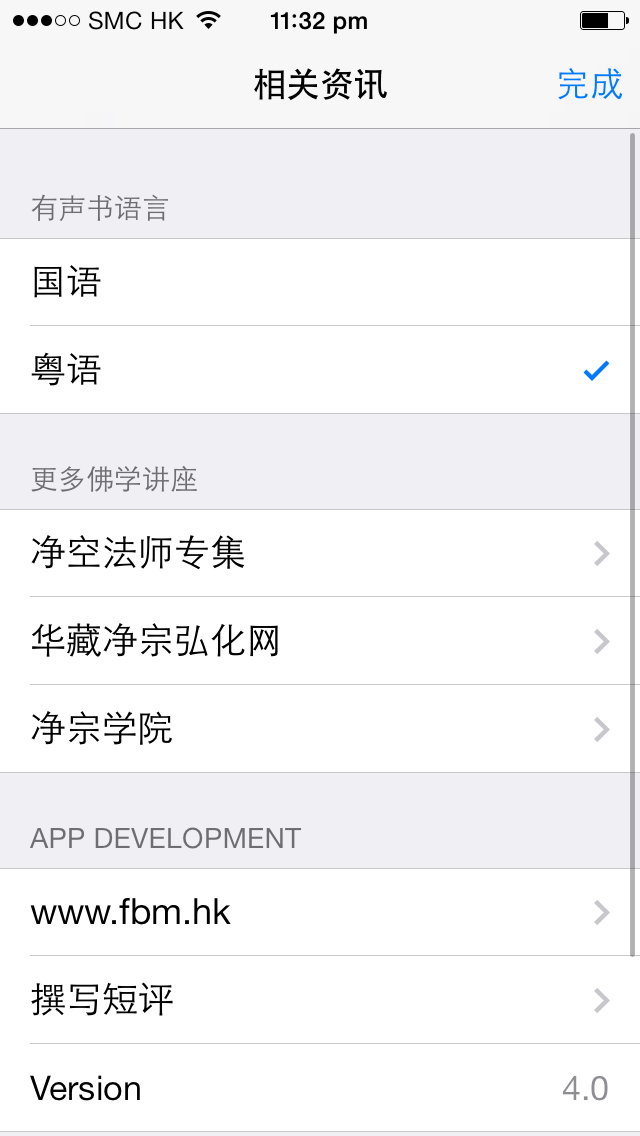 SMC HK 11:32 pm
相关资讯 完成
有声书语言
国语
粤语
更多佛学讲座
净空法师专集
华藏净宗弘化网
净宗学院
APP DEVELOPMENT
www.fbm.hk
撰写短评
Version 4.0